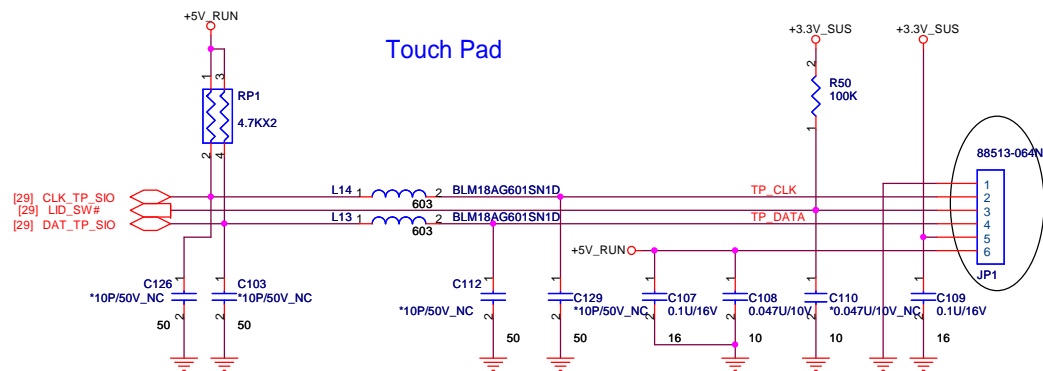 +5V_RUN
Touch Pad
+3.3V_SUS
+3.3V_SUS
1
3
RP1
4.7KX2
2
4
2
R50
100K
1
88513-064N
[29] CLK_TP_SIO
[29] LID_SW#
[29] DAT_TP_SIO
L14 1
2 BLM18AG601SN1D
603
L13 1
2 BLM18AG601SN1D
603
TP_CLK
TP_DATA
1
2
3
4
5
6
JP1
+5V_RUN
C126
*10P/50V_NC
1
2
50
C103
*10P/50V_NC
1
2
50
C112
*10P/50V_NC
1
2
50
C129
*10P/50V_NC
1
2
50
C107
0.1U/16V
1
2
16
C108
0.047U/10V
1
2
10
C110
*0.047U/10V_NC
1
2
10
C109
0.1U/16V
1
2
16